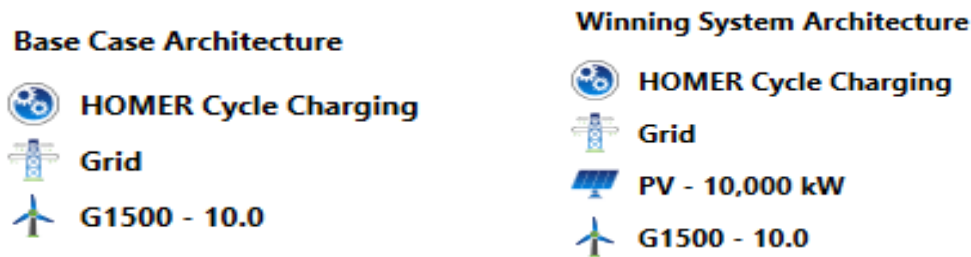 Base Case Architecture
HOMER Cycle Charging
Grid
G1500 - 10.0
Winning System Architecture
HOMER Cycle Charging
Grid
PV - 10,000 kW
G1500 - 10.0